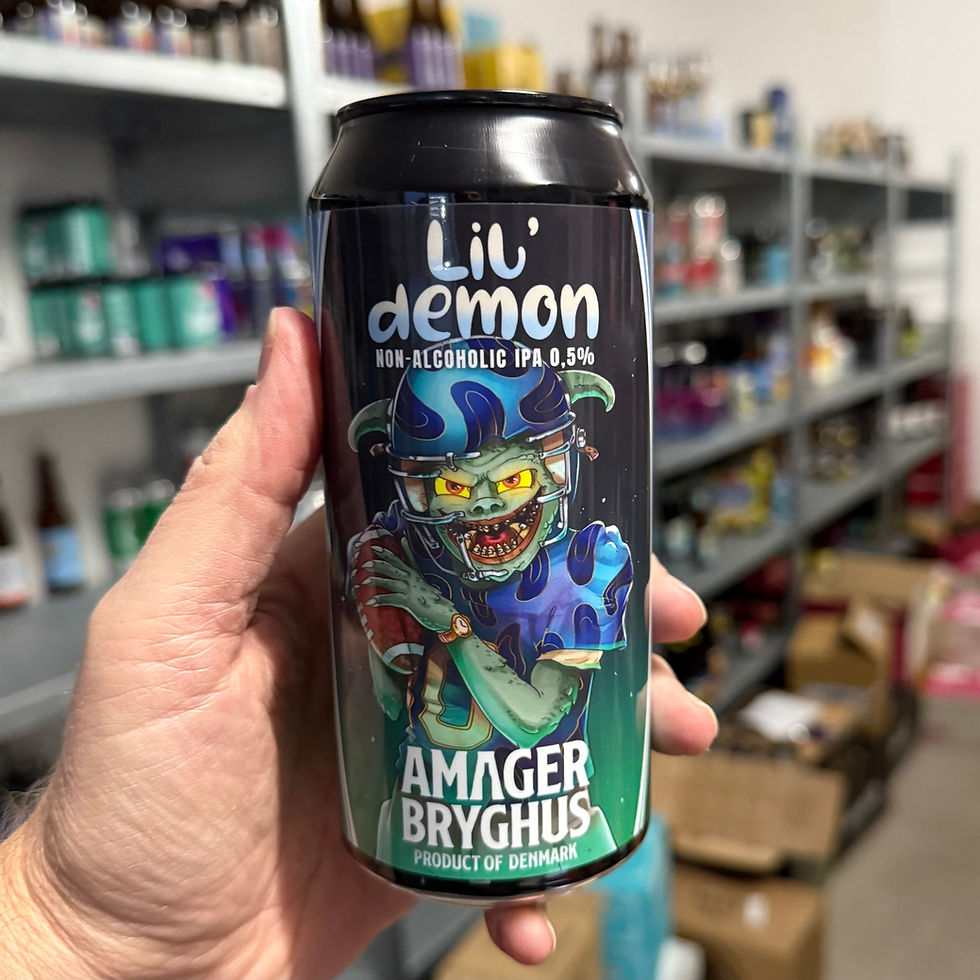 Lil'
demon
NON-ALCOHOLIC IPA 0,5%
AMAGER
BRYGHUS
PRODUCT OF DENMARK